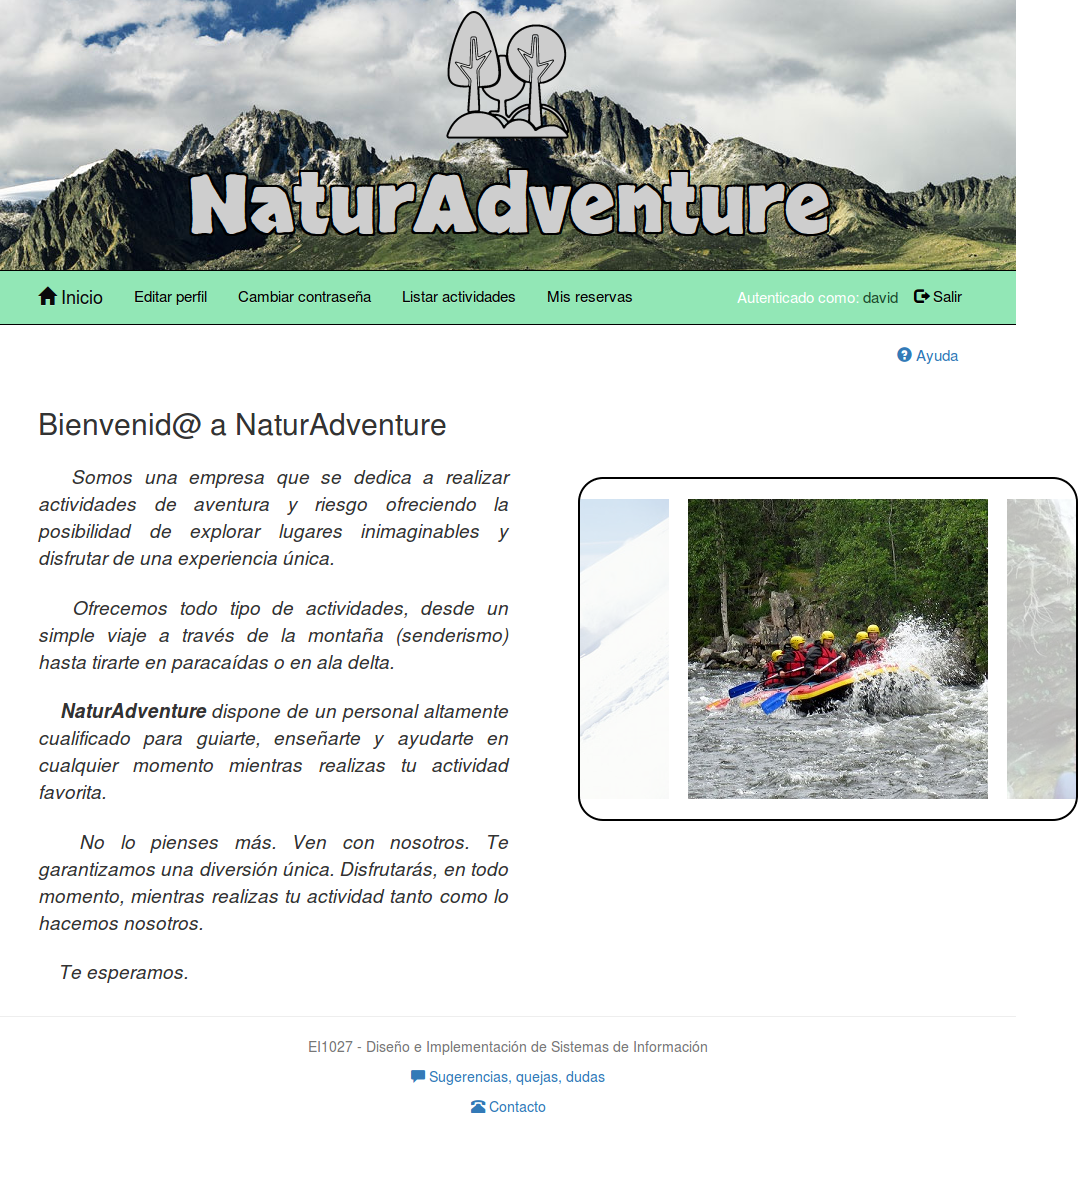 NaturAdventure
Inicio Editar perfil Cambiar contraseña Listar actividades Mis reservas Autenticado como: david Salir
Ayuda
Bienvenid@ a NaturAdventure
Somos una empresa que se dedica a realizar
actividades de aventura y riesgo ofreciendo la
posibilidad de explorar lugares inimaginables y
disfrutar de una experiencia única.
Ofrecemos todo tipo de actividades, desde un
simple viaje a través de la montaña (senderismo)
hasta tirarte en paracaídas o en ala delta.
NaturAdventure dispone de un personal altamente
cualificado para guiarte, enseñarte y ayudarte en
cualquier momento mientras realizas tu actividad
favorita.
No lo pienses más. Ven con nosotros. Te
garantizamos una diversión única. Disfrutarás, en todo
momento, mientras realizas tu actividad tanto como lo
hacemos nosotros.
Te esperamos.
EI1027 - Diseño e Implementación de Sistemas de Información
Sugerencias, quejas, dudas
Contacto